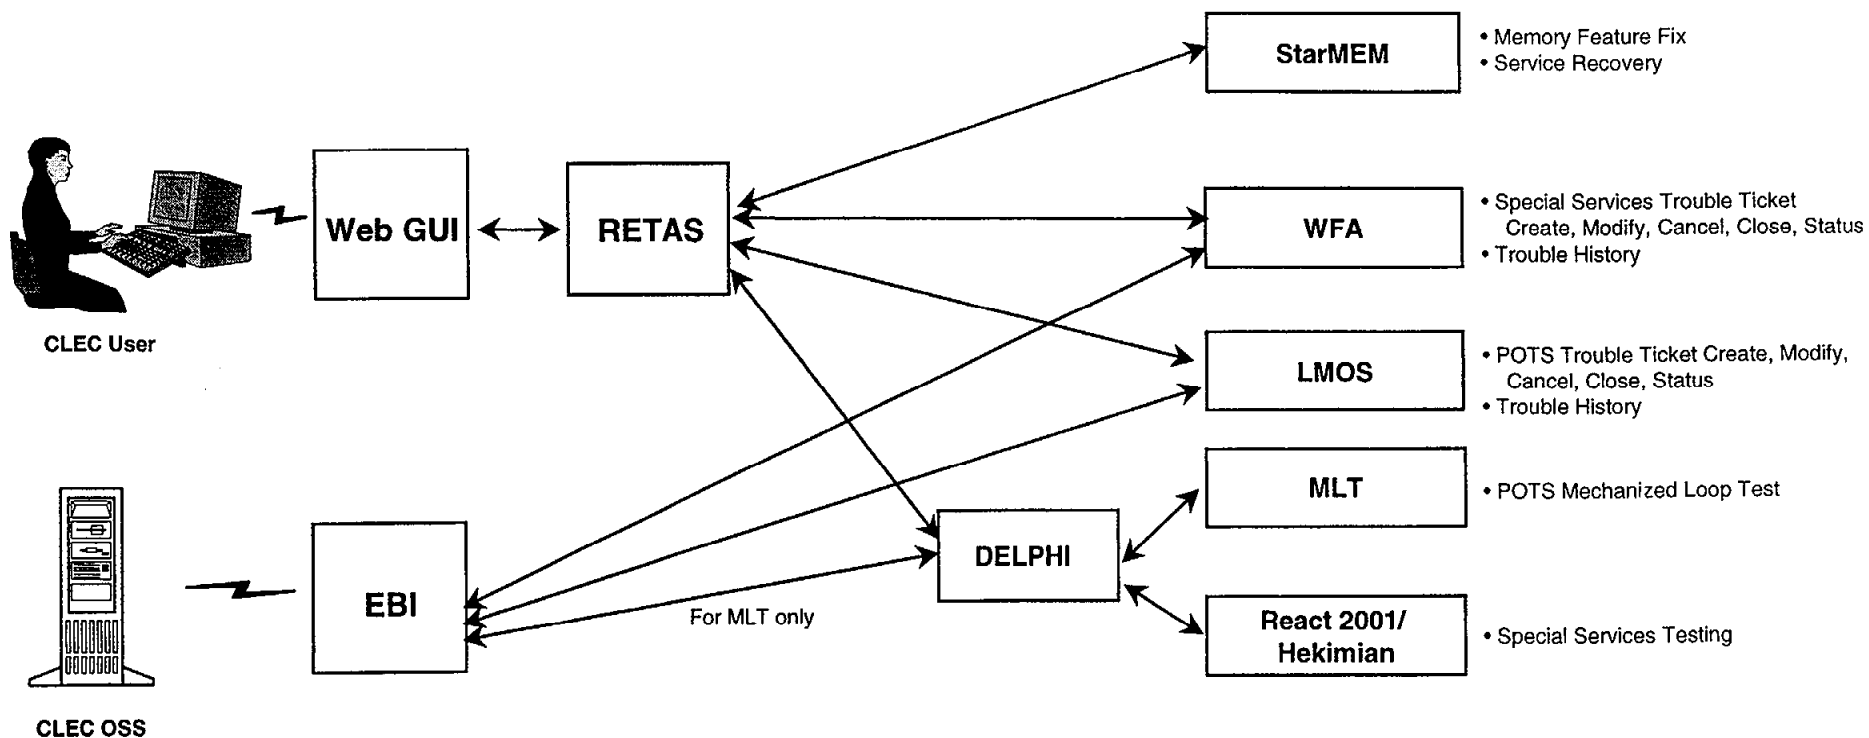 StarMEM
• Memory Feature Fix
• Service Recovery
Web GUI
RETAS
WFA
• Special Services Trouble Ticket
Create, Modify, Cancel, Close, Status
• Trouble History
CLEC User
LMOS
• POTS Trouble Ticket Create, Modify,
Cancel, Close, Status
• Trouble History
MLT
• POTS Mechanized Loop Test
DELPHI
EBI
For MLT only
React 2001/
Hekimian
• Special Services Testing
CLEC OSS